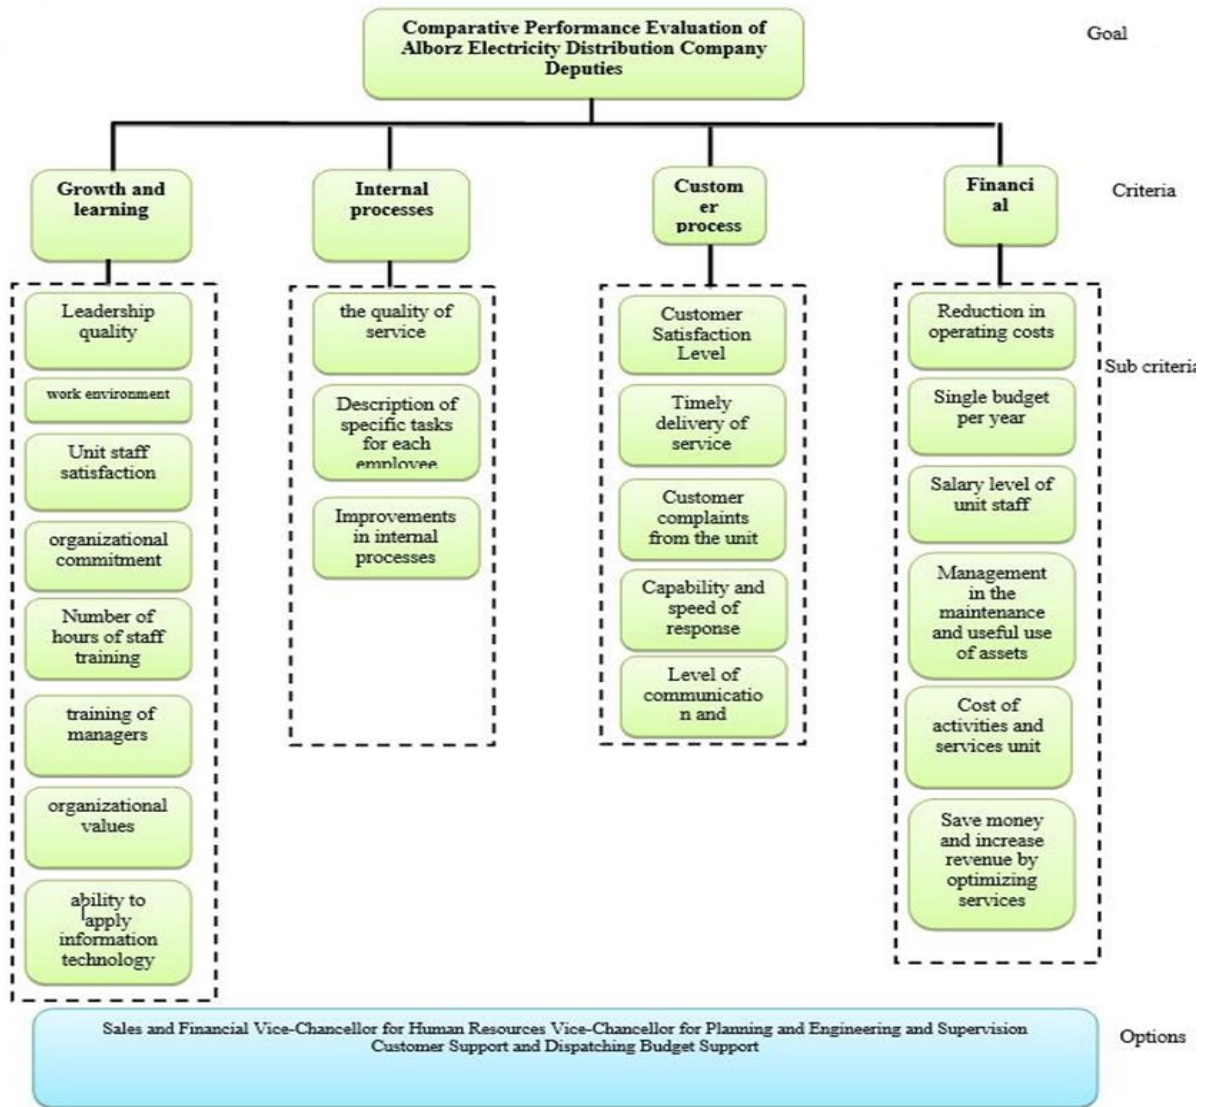 Comparative Performance Evaluation of
Alborz Electricity Distribution Company
Deputies
Goal
Growth and
learning
Internal
processes
Custom
er
process
Financi
al
Criteria
Leadership
quality
work environment
Unit staff
satisfaction
organizational
commitment
Number of
hours of staff
training
training of
managers
organizational
values
ability to
apply
information
technology
the quality of
service
Description of
specific tasks
for each
employee
Improvements
in internal
processes
Customer
Satisfaction
Level
Timely
delivery of
service
Customer
complaints
from the unit
Capability and
speed of
response
Level of
communicatio
n and
Reduction in
operating costs
Single budget
per year
Salary level of
unit staff
Management
in the
maintenance
and useful use
of assets
Cost of
activities and
services unit
Save money
and increase
revenue by
optimizing
services
Sub criteria
Sales and Financial Vice-Chancellor for Human Resources Vice-Chancellor for Planning and Engineering and Supervision
Customer Support and Dispatching Budget Support
Options